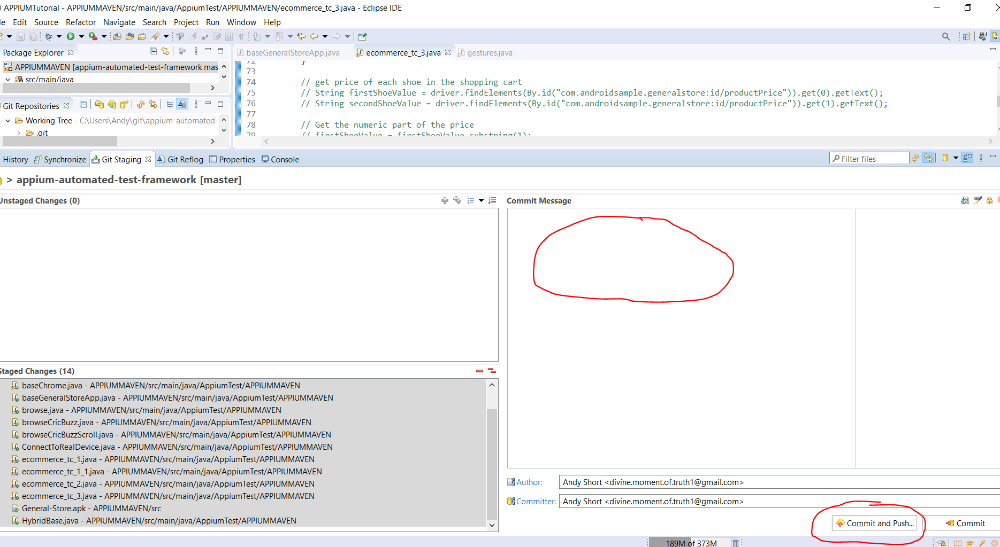 APPIUMTutorial - APPIUMMAVEN/src/main/java/AppiumTest/APPIUMMAVEN/ecommerce_tc_3.java - Eclipse IDE
le Edit Source Refactor Navigate Search Project Run Window Help
Package Explorer
baseGeneralStoreApp.java ecommerce_tc_3.java gestures.java
APPIUMMAVEN [appium-automated-test-framework mas
src/main/java
Git Repositories
Working Tree - C:\Users\Andy\git\appium-automated-
.git
72 }
73
74 // get price of each shoe in the shopping cart
75 // String firstShoeValue = driver.findElements(By.id("com.androidsample.generalstore:id/productPrice")).get(0).getText();
76 // String secondShoeValue = driver.findElements(By.id("com.androidsample.generalstore:id/productPrice")).get(1).getText();
77
78 // Get the numeric part of the price
79 // firstShoeValue = firstShoeValue.substring(1);
History Synchronize Git Staging Git Reflog Properties Console
Filter files
> appium-automated-test-framework [master]
Unstaged Changes (0)
Commit Message
Staged Changes (14)
baseChrome.java - APPIUMMAVEN/src/main/java/AppiumTest/APPIUMMAVEN
baseGeneralStoreApp.java - APPIUMMAVEN/src/main/java/AppiumTest/APPIUMMAVEN
browse.java - APPIUMMAVEN/src/main/java/AppiumTest/APPIUMMAVEN
browseCricBuzz.java - APPIUMMAVEN/src/main/java/AppiumTest/APPIUMMAVEN
browseCricBuzzScroll.java - APPIUMMAVEN/src/main/java/AppiumTest/APPIUMMAVEN
ConnectToRealDevice.java - APPIUMMAVEN/src/main/java/AppiumTest/APPIUMMAVEN
ecommerce_tc_1.java - APPIUMMAVEN/src/main/java/AppiumTest/APPIUMMAVEN
ecommerce_tc_1_1.java - APPIUMMAVEN/src/main/java/AppiumTest/APPIUMMAVEN
ecommerce_tc_2.java - APPIUMMAVEN/src/main/java/AppiumTest/APPIUMMAVEN
ecommerce_tc_3.java - APPIUMMAVEN/src/main/java/AppiumTest/APPIUMMAVEN
General-Store.apk - APPIUMMAVEN/src
HybridBase.java - APPIUMMAVEN/src/main/java/AppiumTest/APPIUMMAVEN
Author: Andy Short <divine.moment.of.truth1@gmail.com>
Committer: Andy Short <divine.moment.of.truth1@gmail.com>
Commit and Push... Commit
189M of 373M